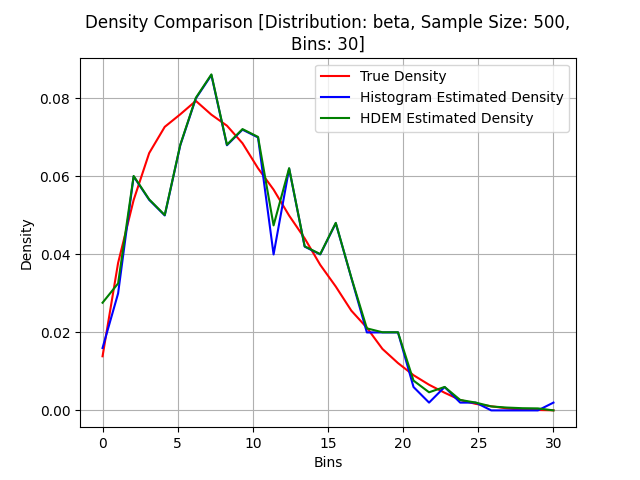 Density Comparison [Distribution: beta, Sample Size: 500,
Bins: 30]
True Density
Histogram Estimated Density
HDEM Estimated Density
Density
0.08
0.06
0.04
0.02
0.00
0 5 10 15 20 25 30
Bins